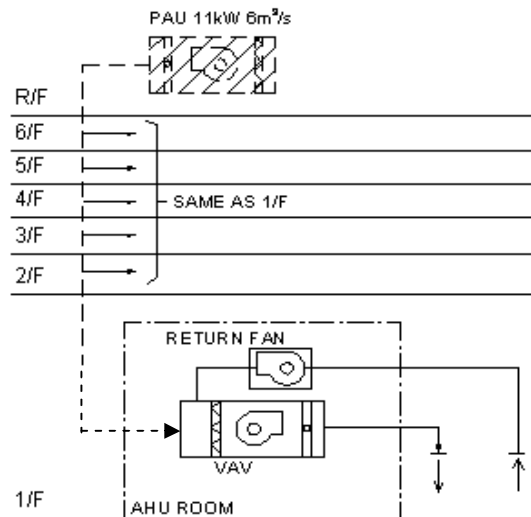 PAU 11kW 6m³/s
R/F
6/F
5/F
4/F
SAME AS 1/F
3/F
2/F
RETURN FAN
VAV
1/F
AHU ROOM